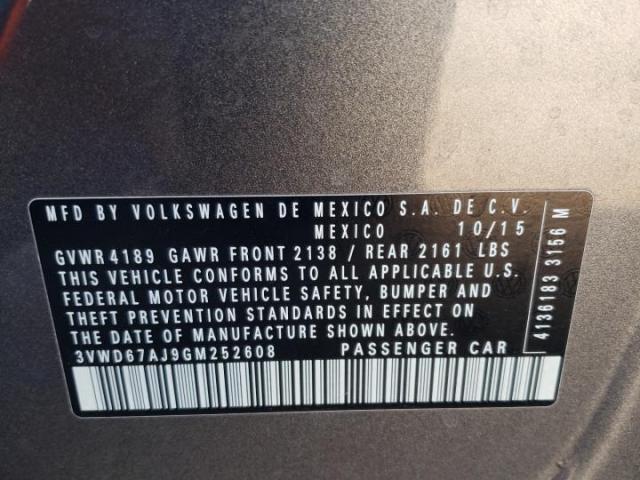 MFD BY VOLKSWAGEN DE MEXICO S.A. DE C.V.
MEXICO 10/15
GVWR 4189 GAWR FRONT 2138 / REAR 2161 LBS
THIS VEHICLE CONFORMS TO ALL APPLICABLE U.S.
FEDERAL MOTOR VEHICLE SAFETY, BUMPER AND
THEFT PREVENTION STANDARDS IN EFFECT ON THE
DATE OF MANUFACTURE SHOWN ABOVE.
3VWD67AJ9GM252608 PASSENGER CAR
4136183 3156 M